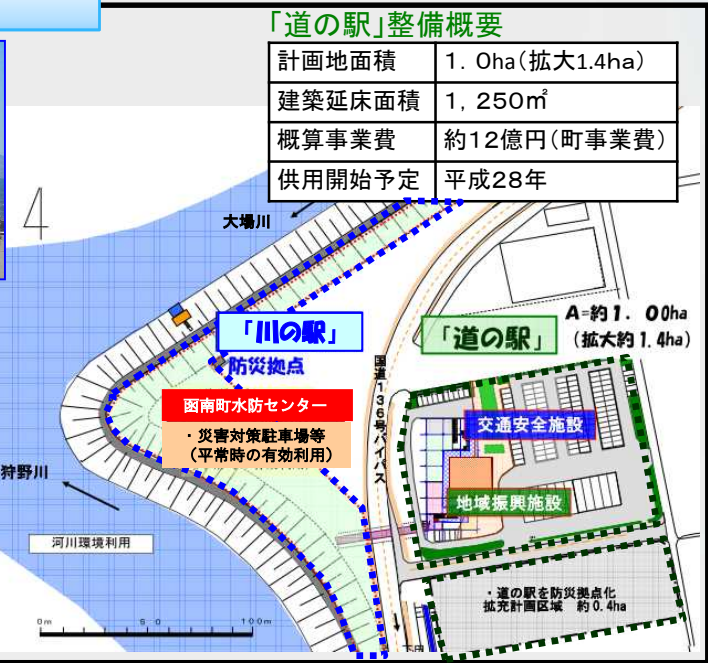 「道の駅」整備概要
計画地面積 1．0ha（拡大1.4ha）
建築延床面積 1，250㎡
概算事業費 約12億円（町事業費）
供用開始予定 平成28年
大場川
「川の駅」
防災拠点
函南町水防センター
・災害対策駐車場等
（平常時の有効利用）
国道136号バイパス
「道の駅」
A=約1．00ha
（拡大約1.4ha）
交通安全施設
地域振興施設
狩野川
河川環境利用
・道の駅を防災拠点化
拡充計画区域 約0.4ha
0m 50 100m
下田